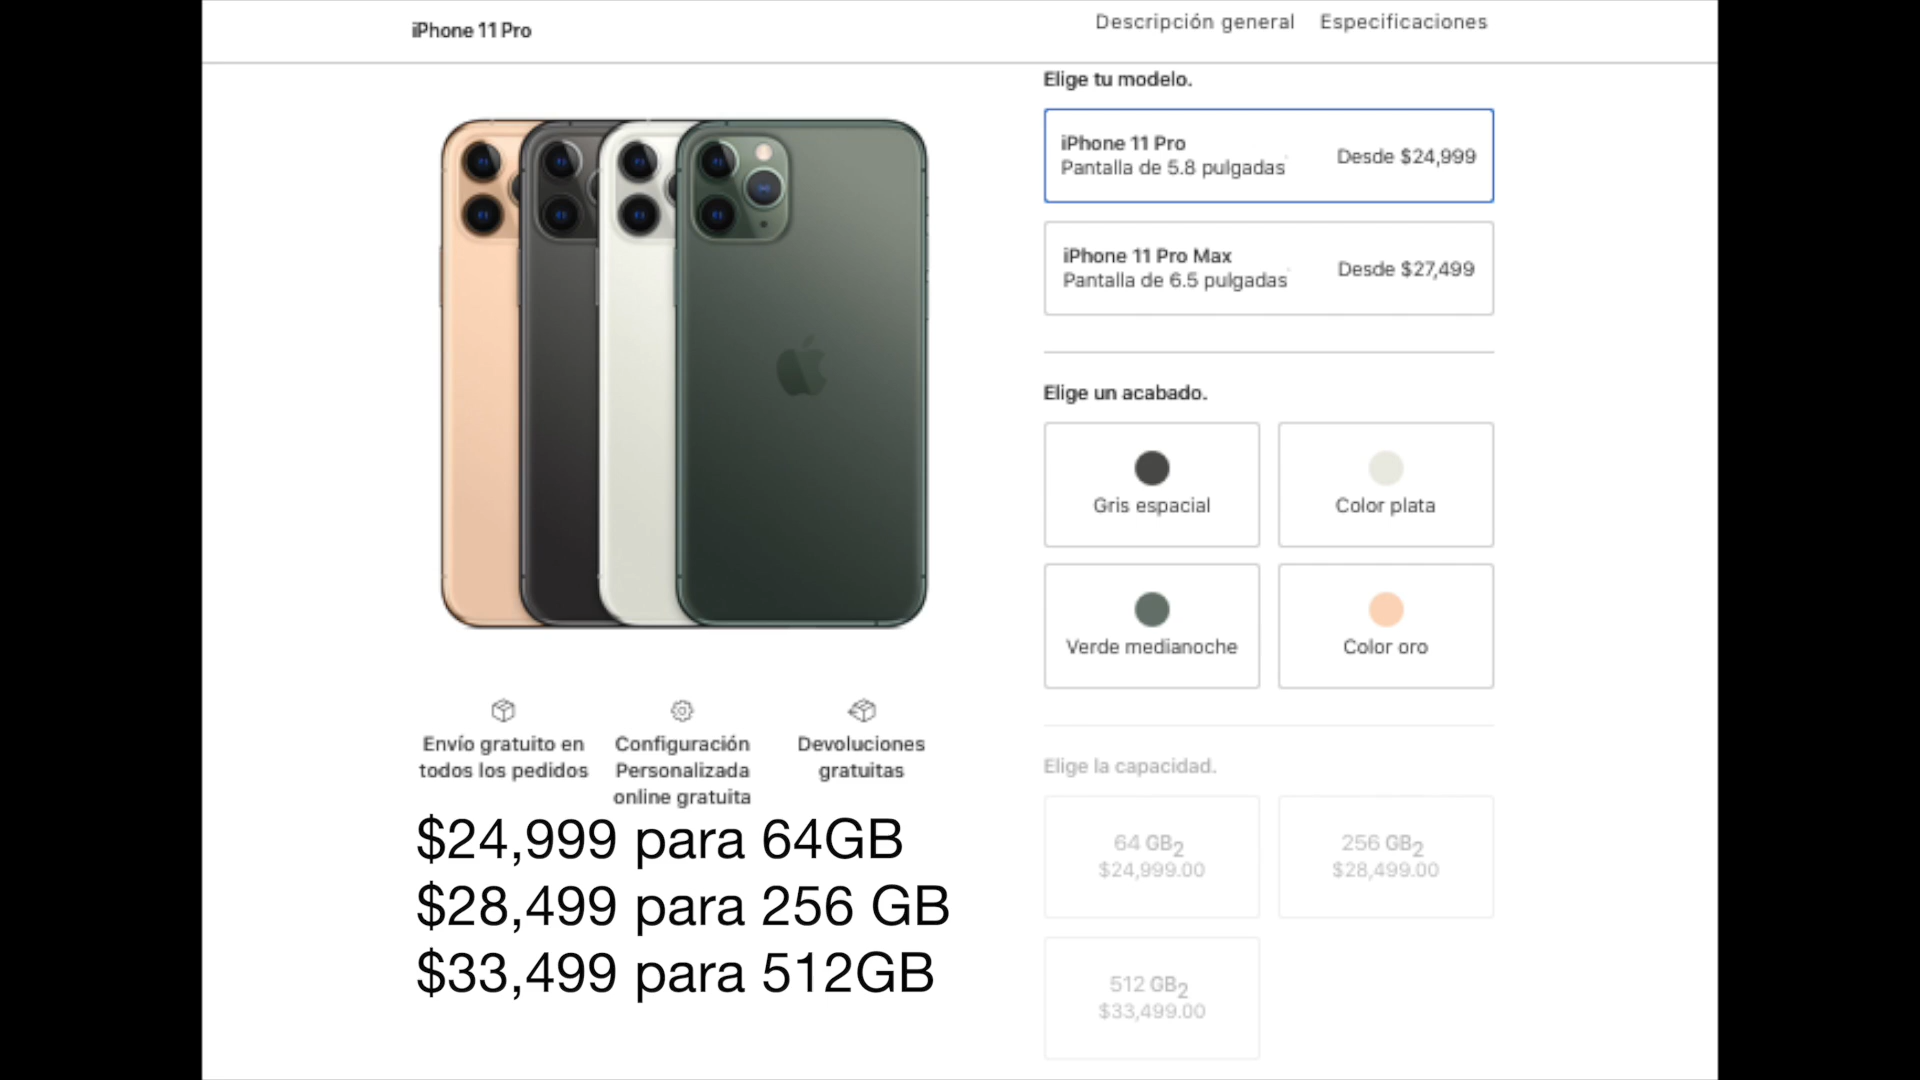 iPhone 11 Pro
Descripción general
Especificaciones
Elige tu modelo.
iPhone 11 Pro
Pantalla de 5.8 pulgadas
Desde $24,999
iPhone 11 Pro Max
Pantalla de 6.5 pulgadas
Desde $27,499
Elige un acabado.
Gris espacial
Color plata
Verde medianoche
Color oro
Elige la capacidad.
64 GB2
$24,999.00
256 GB2
$28,499.00
512 GB2
$33,499.00
Envío gratuito en
todos los pedidos
Configuración
Personalizada
online gratuita
Devoluciones
gratuitas
$24,999 para 64GB
$28,499 para 256 GB
$33,499 para 512GB